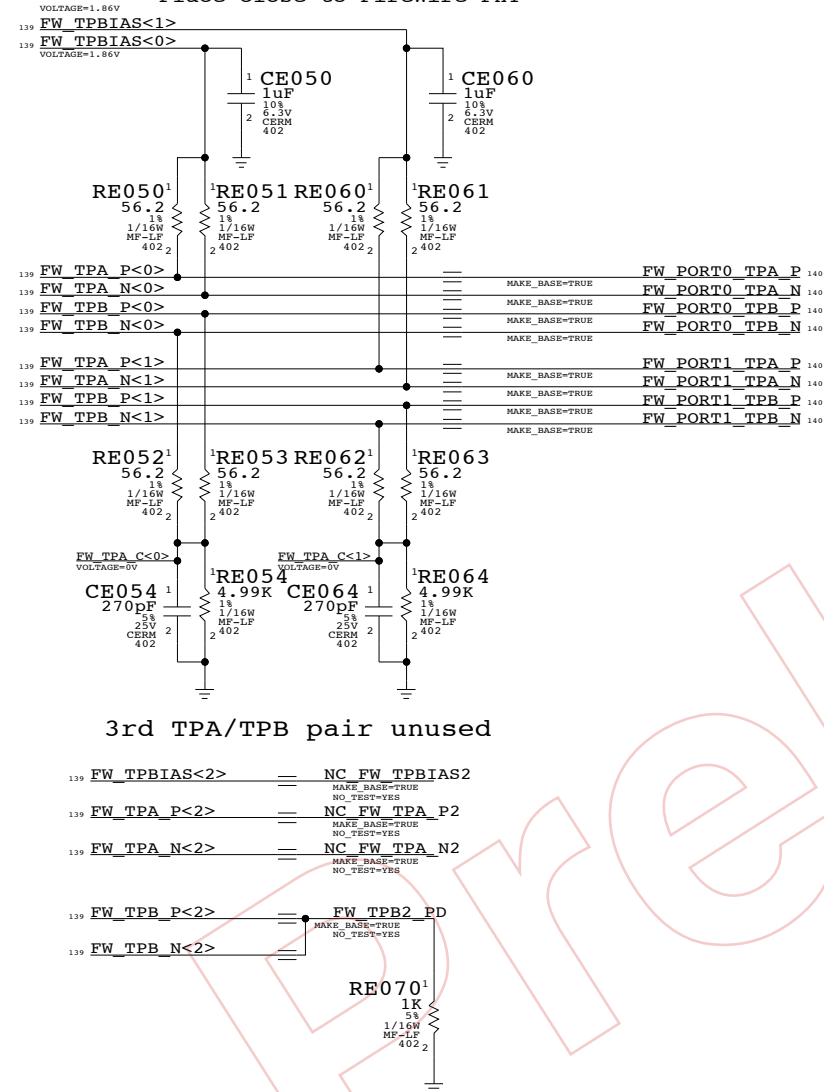 VOLTAGE=1.86V
139 FW_TPBIAS<1>
139 FW_TPBIAS<0>
VOLTAGE=1.86V
1 CE050
1uF
10%
2 6.3V
CERM
402
1 CE060
1uF
10%
2 6.3V
CERM
402
RE050 1
56.2
1%
1/16W
MF-LF
402 2
1 RE051
56.2
1%
1/16W
MF-LF
2 402
RE060 1
56.2
1%
1/16W
MF-LF
402 2
1 RE061
56.2
1%
1/16W
MF-LF
2 402
139 FW_TPA_P<0> MAKE_BASE=TRUE FW_PORT0_TPA_P 140
139 FW_TPA_N<0> MAKE_BASE=TRUE FW_PORT0_TPA_N 140
139 FW_TPB_P<0> MAKE_BASE=TRUE FW_PORT0_TPB_P 140
139 FW_TPB_N<0> MAKE_BASE=TRUE FW_PORT0_TPB_N 140
139 FW_TPA_P<1> MAKE_BASE=TRUE FW_PORT1_TPA_P 140
139 FW_TPA_N<1> MAKE_BASE=TRUE FW_PORT1_TPA_N 140
139 FW_TPB_P<1> MAKE_BASE=TRUE FW_PORT1_TPB_P 140
139 FW_TPB_N<1> MAKE_BASE=TRUE FW_PORT1_TPB_N 140
RE052 1
56.2
1%
1/16W
MF-LF
402 2
1 RE053
56.2
1%
1/16W
MF-LF
2 402
RE062 1
56.2
1%
1/16W
MF-LF
402 2
1 RE063
56.2
1%
1/16W
MF-LF
2 402
FW_TPA_C<0>
VOLTAGE=0V
CE054 1
270pF
5%
25V 2
CERM
402
1 RE054
4.99K
1%
1/16W
MF-LF
2 402
FW_TPA_C<1>
VOLTAGE=0V
CE064 1
270pF
5%
25V 2
CERM
402
1 RE064
4.99K
1%
1/16W
MF-LF
2 402
3rd TPA/TPB pair unused
139 FW_TPBIAS<2> NC_FW_TPBIAS2
MAKE_BASE=TRUE
NO_TEST=YES
139 FW_TPA_P<2> NC_FW_TPA_P2
MAKE_BASE=TRUE
NO_TEST=YES
139 FW_TPA_N<2> NC_FW_TPA_N2
MAKE_BASE=TRUE
NO_TEST=YES
139 FW_TPB_P<2> FW_TPB2_PD
MAKE_BASE=TRUE
NO_TEST=YES
139 FW_TPB_N<2>
RE070 1
1K
5%
1/16W
MF-LF
402 2
Prel